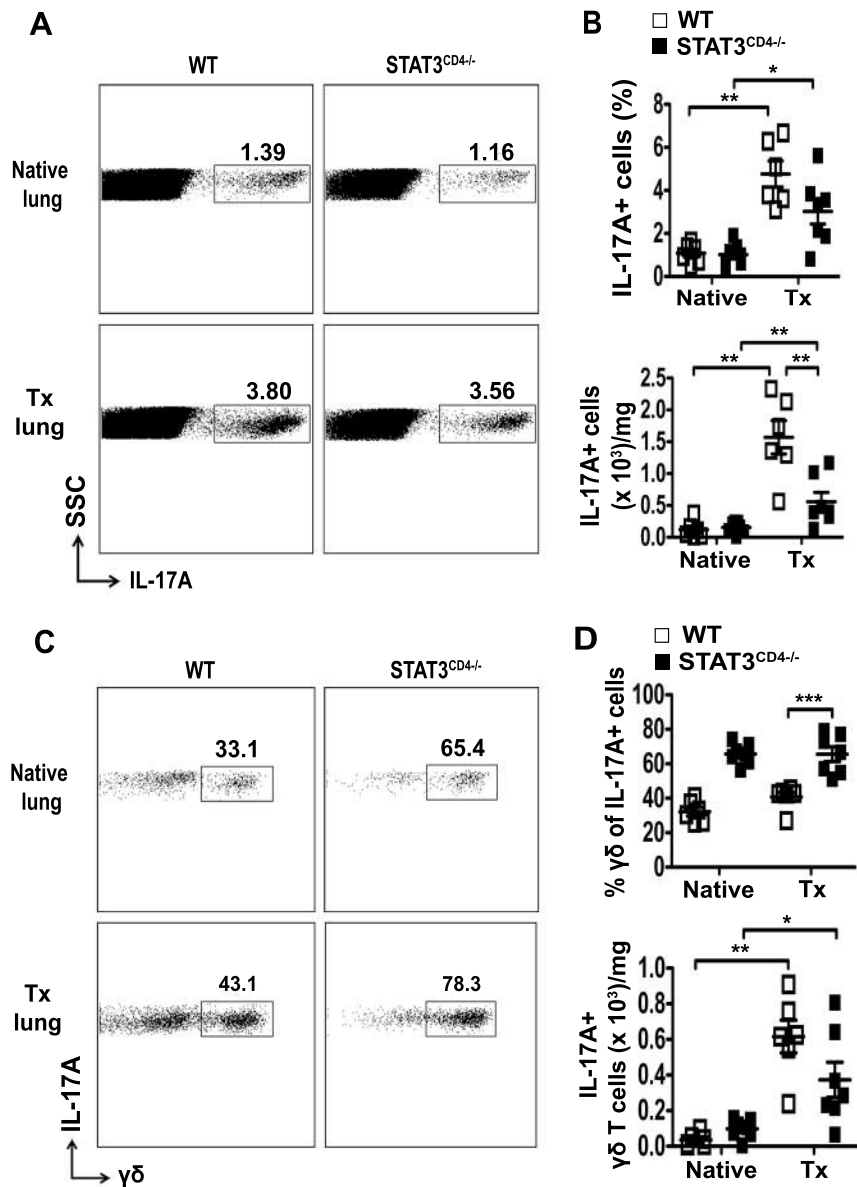 A
WT
STAT3CD4-/-
Native
lung
1.39
1.16
Tx
lung
3.80
3.56
SSC
IL-17A
B
WT
STAT3CD4-/-
IL-17A+ cells (%)
8
6
4
2
0
**
*
Native
Tx
IL-17A+ cells
(x 10³)/mg
2.5
2.0
1.5
1.0
0.5
0.0
**
**
**
Native
Tx
C
WT
STAT3CD4-/-
Native
lung
33.1
65.4
Tx
lung
43.1
78.3
IL-17A
γδ
D
WT
STAT3CD4-/-
% γδ of IL-17A+ cells
100
80
60
40
20
0
***
Native
Tx
IL-17A+
γδ T cells (x 10³)/mg
1.0
0.8
0.6
0.4
0.2
0.0
**
*
Native
Tx